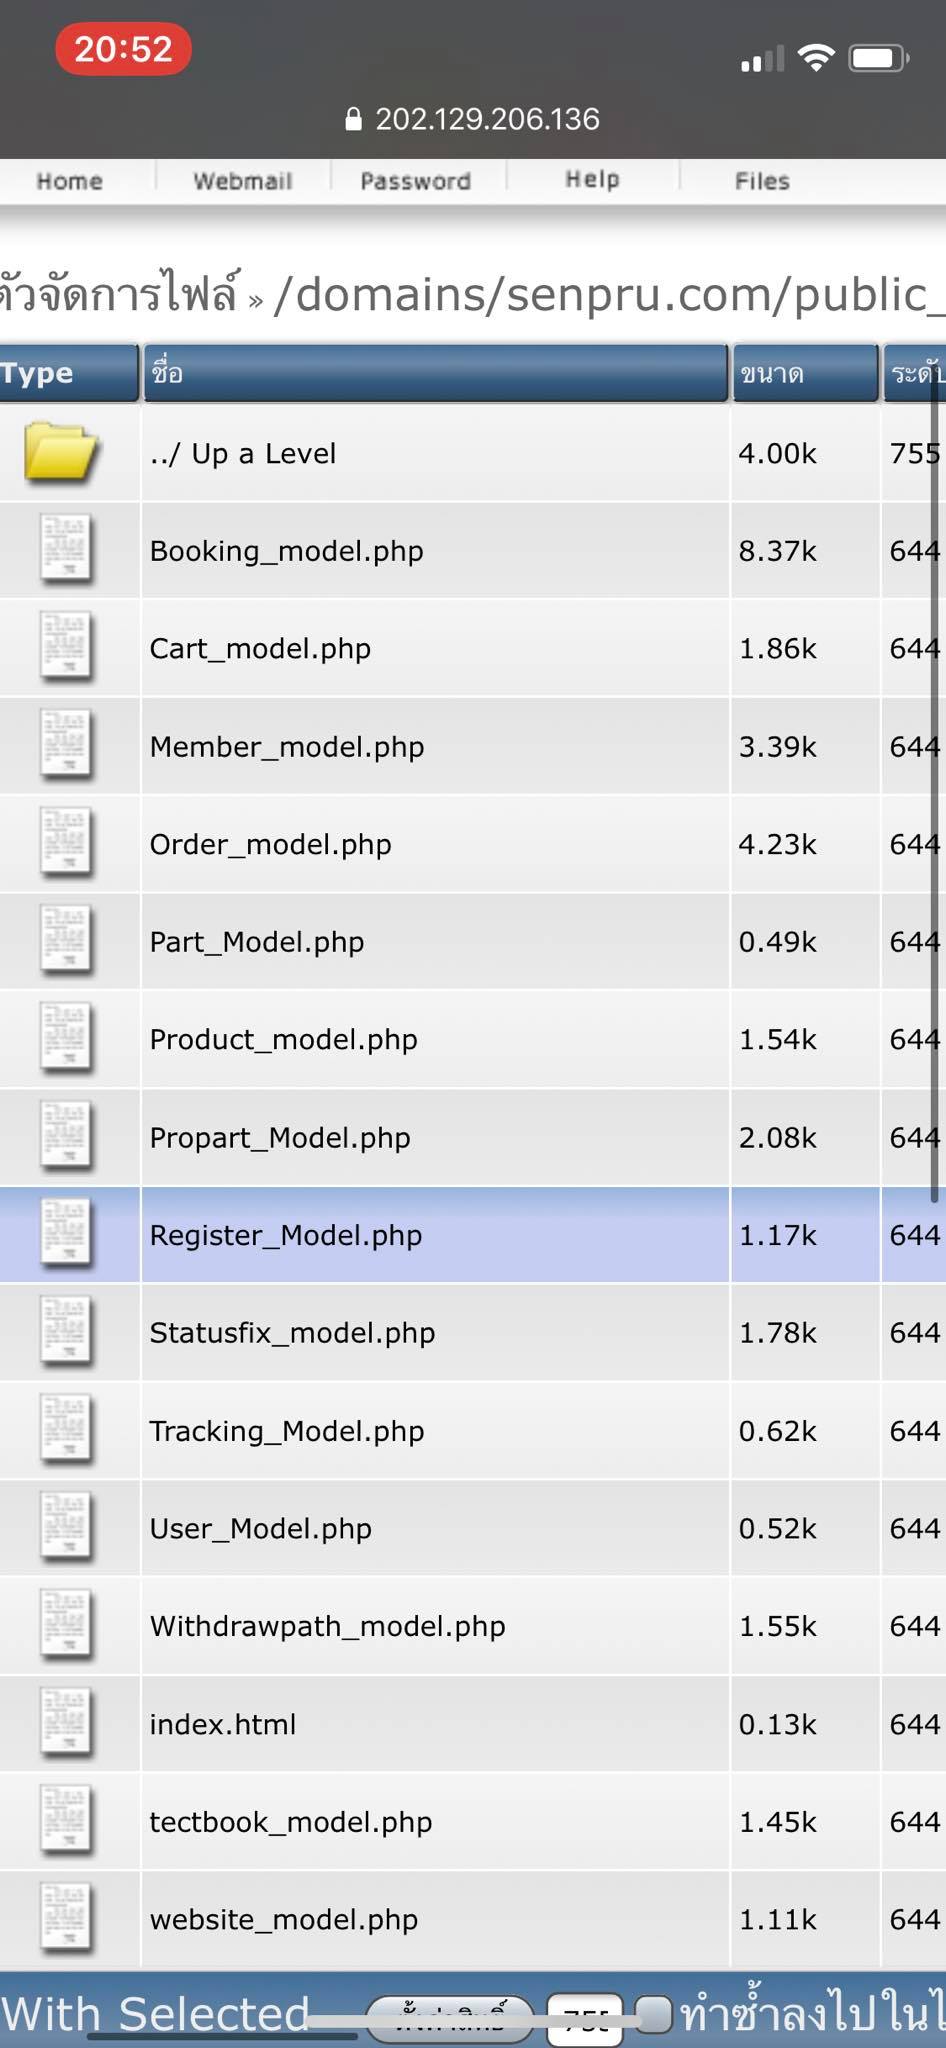 20:52
202.129.206.136
Home Webmail Password Help Files
ตัวจัดการไฟล์ » /domains/senpru.com/public_
Type ชื่อ ขนาด ระดับ
../ Up a Level 4.00k 755
Booking_model.php 8.37k 644
Cart_model.php 1.86k 644
Member_model.php 3.39k 644
Order_model.php 4.23k 644
Part_Model.php 0.49k 644
Product_model.php 1.54k 644
Propart_Model.php 2.08k 644
Register_Model.php 1.17k 644
Statusfix_model.php 1.78k 644
Tracking_Model.php 0.62k 644
User_Model.php 0.52k 644
Withdrawpath_model.php 1.55k 644
index.html 0.13k 644
tectbook_model.php 1.45k 644
website_model.php 1.11k 644
With Selected ทำซ้ำลงไปใน